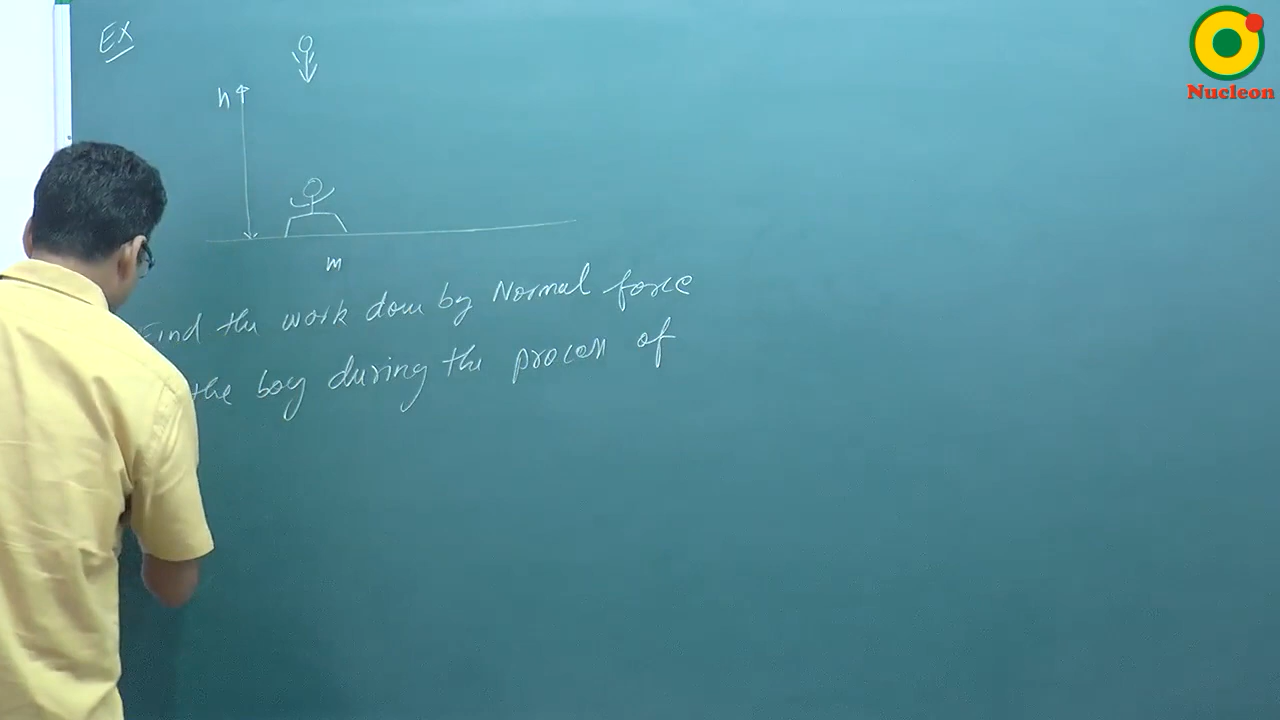 Ex
Nucleon
h
m
Find the work done by Normal force
the boy during the process of